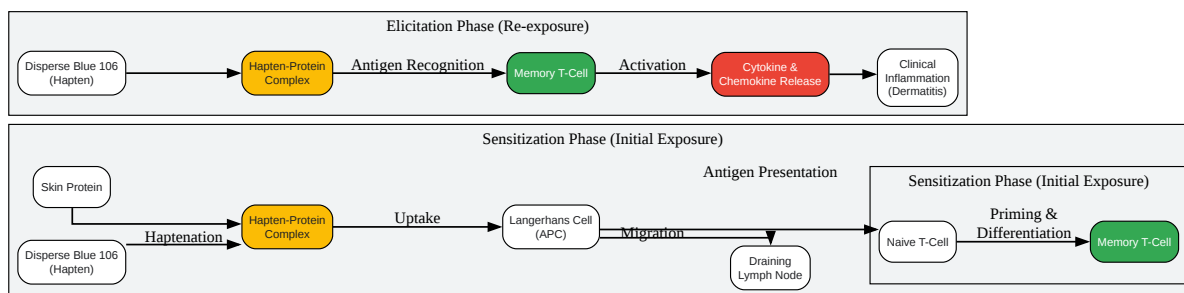 Elicitation Phase (Re-exposure)
Disperse Blue 106
(Hapten)
Hapten-Protein
Complex
Antigen Recognition
Memory T-Cell
Activation
Cytokine &
Chemokine Release
Clinical
Inflammation
(Dermatitis)
Sensitization Phase (Initial Exposure)
Skin Protein
Disperse Blue 106
(Hapten)
Haptenation
Hapten-Protein
Complex
Uptake
Langerhans Cell
(APC)
Antigen Presentation
Migration
Draining
Lymph Node
Sensitization Phase (Initial Exposure)
Naive T-Cell
Priming &
Differentiation
Memory T-Cell